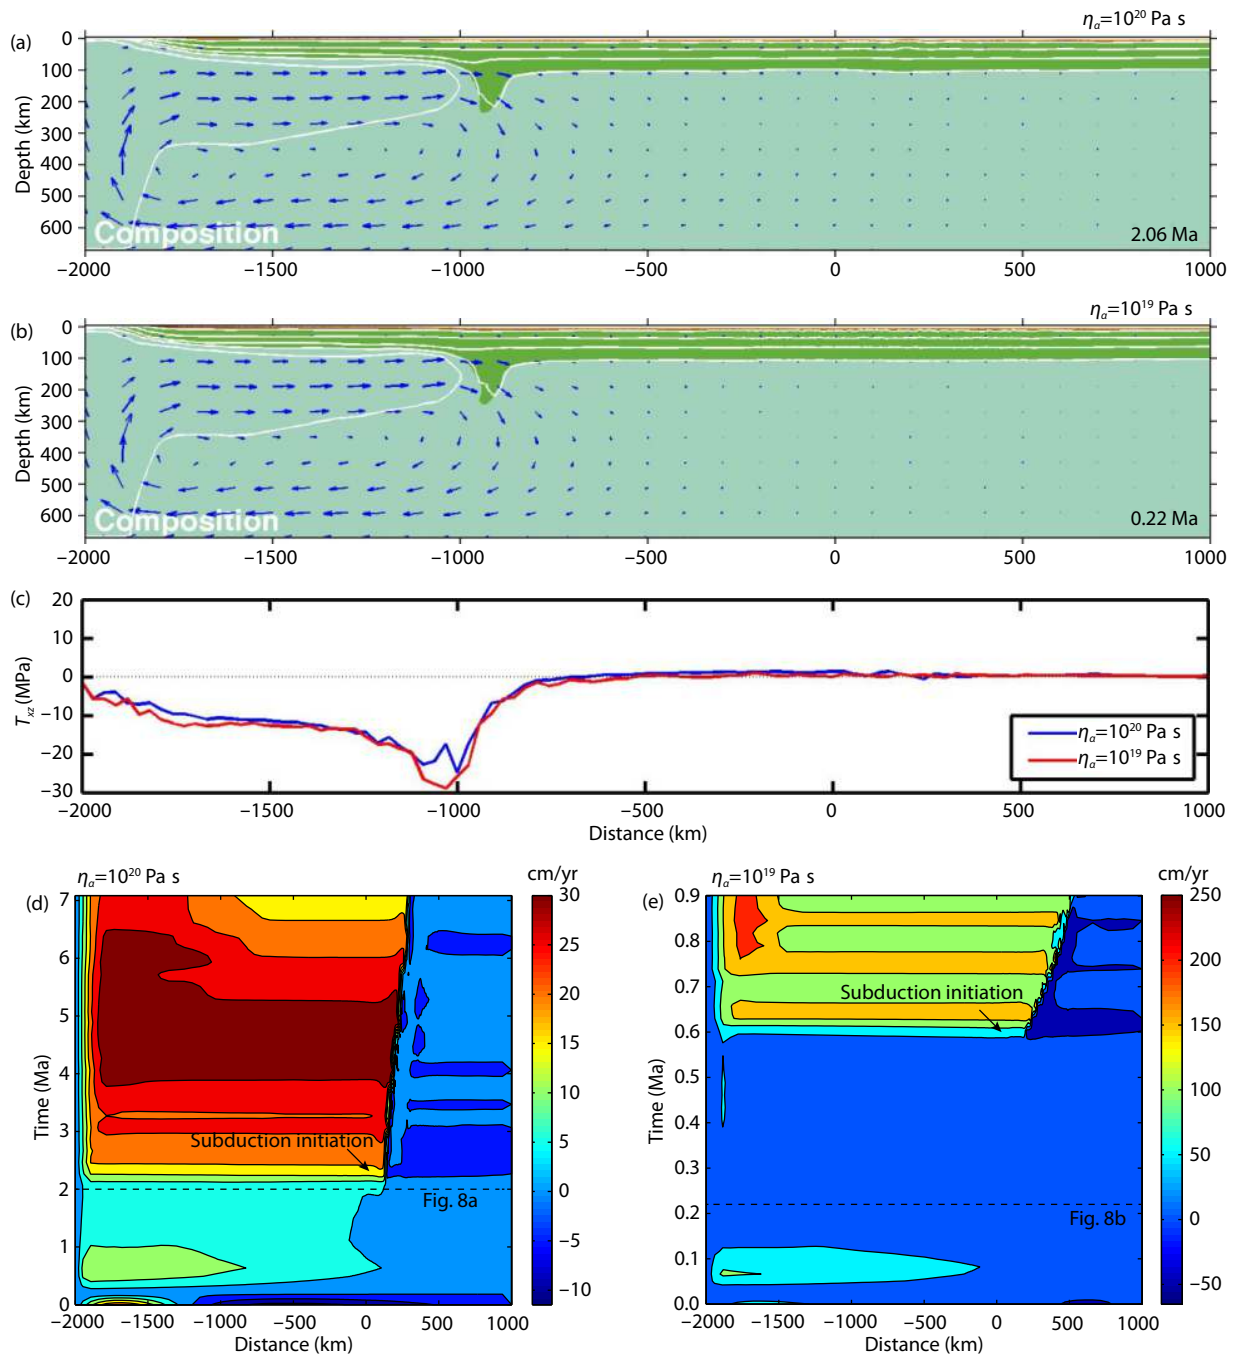 (a)
η_a=10^20 Pa s
0
100
200
300
400
500
600
Depth (km)
Composition
2.06 Ma
−2000 −1500 −1000 −500 0 500 1000
(b)
η_a=10^19 Pa s
0
100
200
300
400
500
600
Depth (km)
Composition
0.22 Ma
−2000 −1500 −1000 −500 0 500 1000
(c)
20
10
0
−10
−20
−30
T_xz (MPa)
η_a=10^20 Pa s
η_a=10^19 Pa s
−2000 −1500 −1000 −500 0 500 1000
Distance (km)
(d)
η_a=10^20 Pa s
cm/yr
7
6
5
4
3
2
1
0
Time (Ma)
Subduction initiation
Fig. 8a
30
25
20
15
10
5
0
−5
−10
−2000 −1500 −1000 −500 0 500 1000
Distance (km)
(e)
η_a=10^19 Pa s
cm/yr
0.9
0.8
0.7
0.6
0.5
0.4
0.3
0.2
0.1
0.0
Time (Ma)
Subduction initiation
Fig. 8b
250
200
150
100
50
0
−50
−2000 −1500 −1000 −500 0 500 1000
Distance (km)